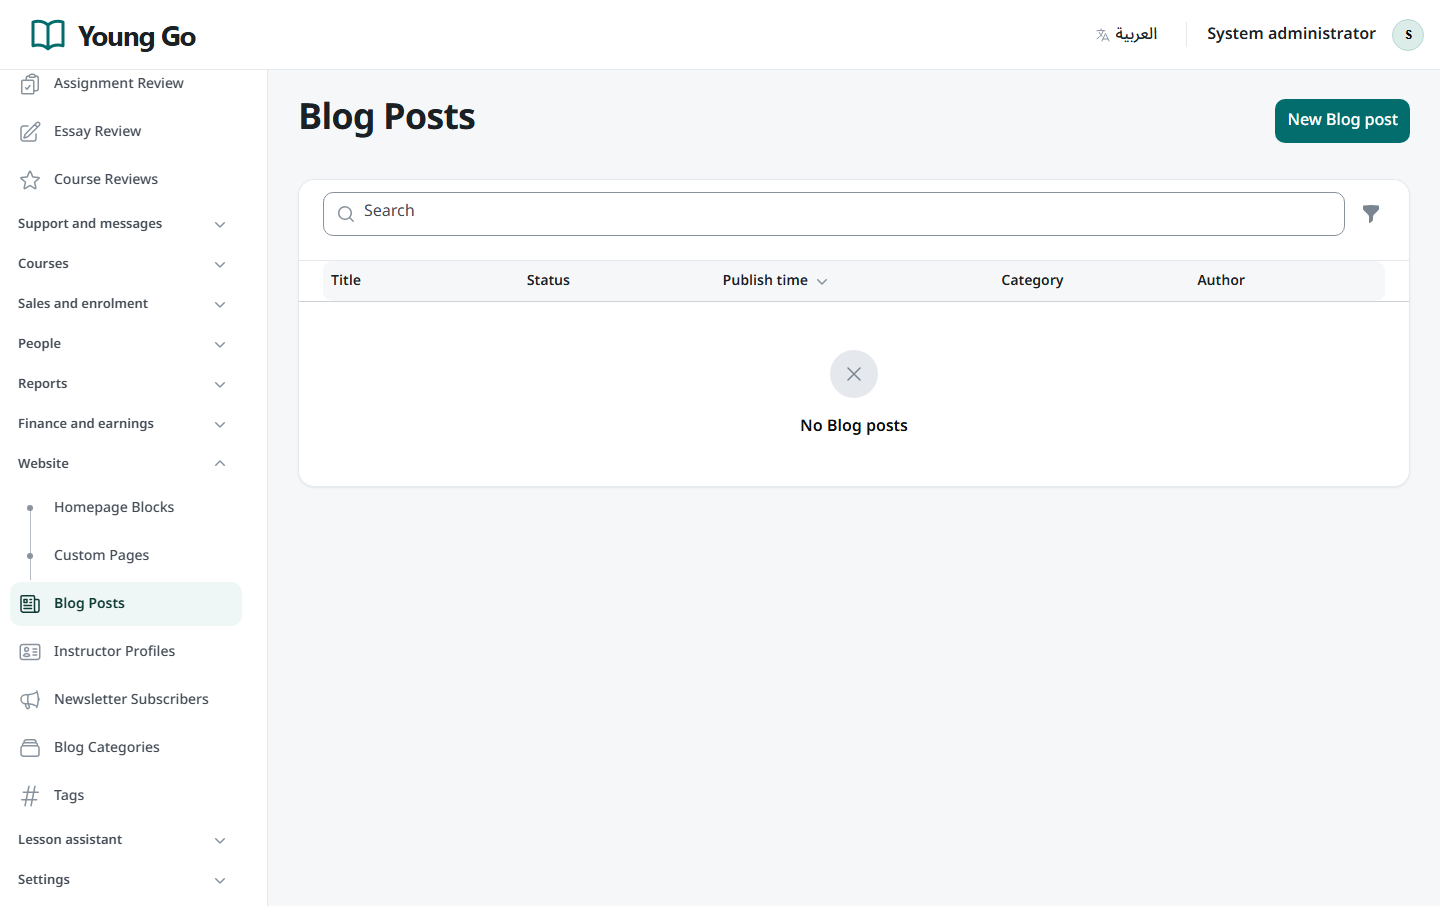 Young Go
العربية
System administrator
S
Assignment Review
Essay Review
Course Reviews
Support and messages
Courses
Sales and enrolment
People
Reports
Finance and earnings
Website
Homepage Blocks
Custom Pages
Blog Posts
Instructor Profiles
Newsletter Subscribers
Blog Categories
Tags
Lesson assistant
Settings
Blog Posts
New Blog post
Search
Title Status Publish time Category Author
No Blog posts